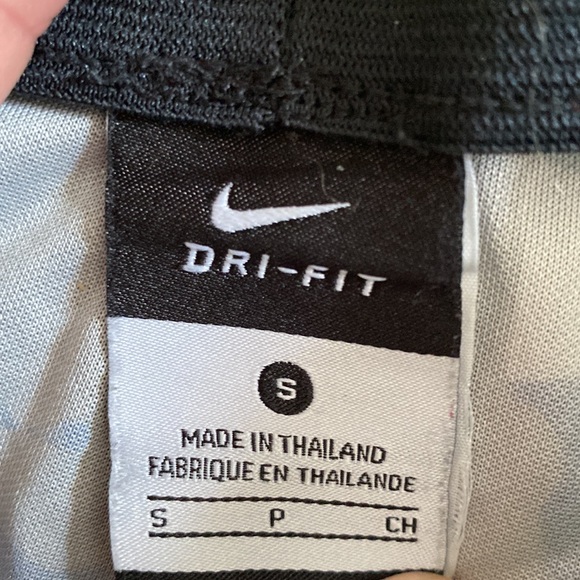 DRI-FIT
S
MADE IN THAILAND
FABRIQUE EN THAILANDE
S P CH